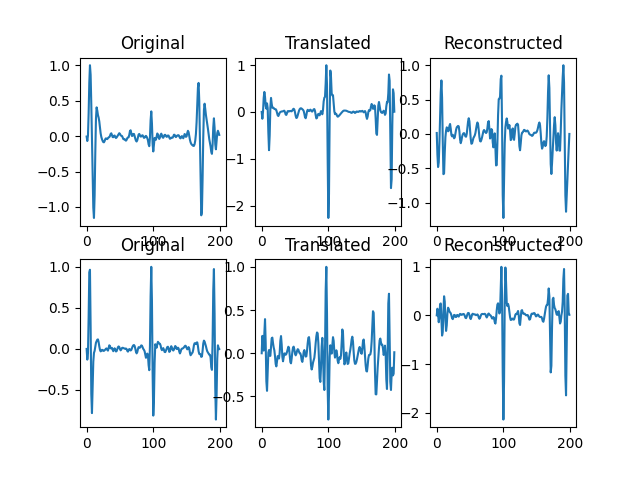 Original Translated Reconstructed
1.0 1 1.0
0.5 0.5
0 0.0
0.0
−0.5 −1 −0.5
−1.0 −2 −1.0
0 100 200 0 100 200 0 100 200
Original Translated Reconstructed
1.0 1.0 1
0.5 0.5 0
0.0 0.0 −1
−0.5 −0.5 −2
0 100 200 0 100 200 0 100 200